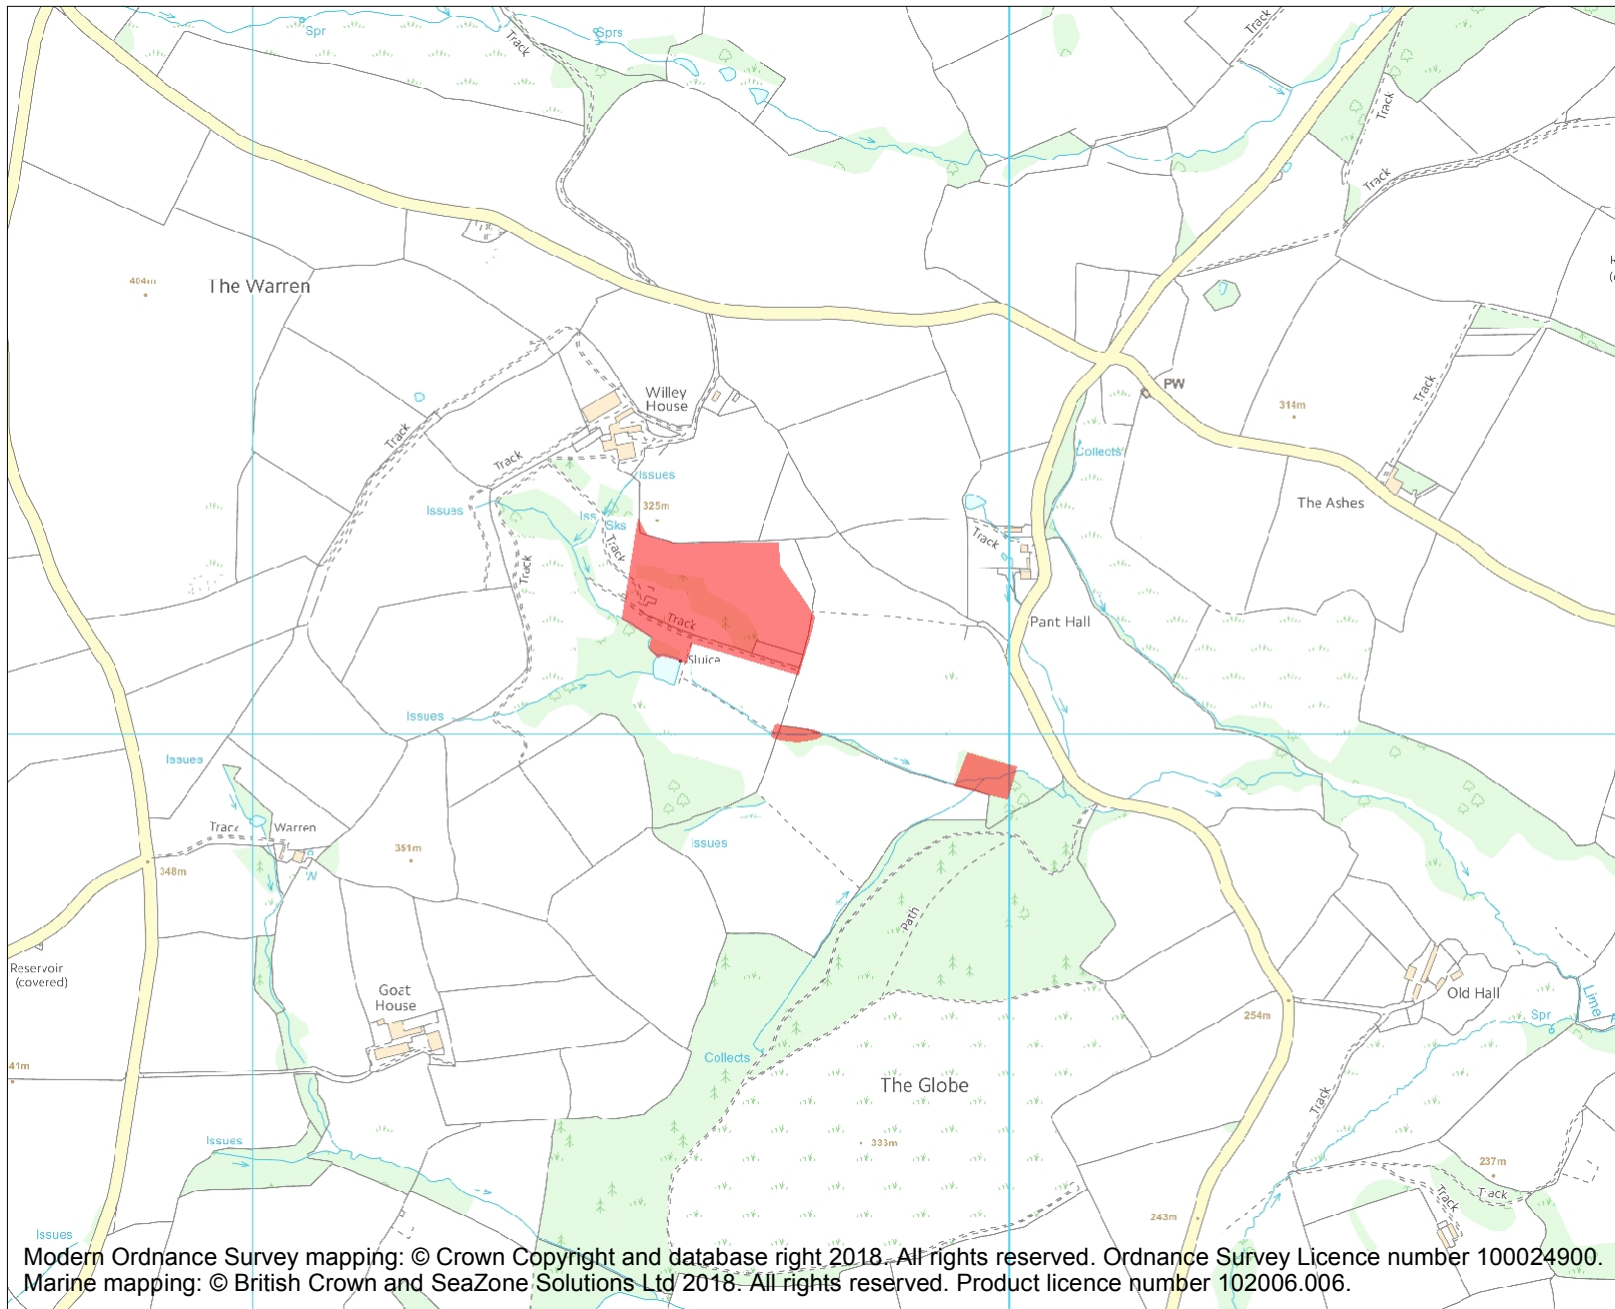 Spr
Sprs
Track
Track
Track
Track
404m
The Warren
PW
314m
Track
Willey
House
Track
Track
Collects
Issues
The Ashes
Issues
325m
Iss
Sks
Track
Track
Track
Track
Pant Hall
Sluice
Issues
Issues
Track
Warren
351m
Issues
348m
W
Path
Reservoir
(covered)
Goat
House
Old Hall
Lime
254m
Spr
Collects
41m
The Globe
Track
Issues
333m
237m
Track
Track
243m
Issues
Modern Ordnance Survey mapping: © Crown Copyright and database right 2018. All rights reserved. Ordnance Survey Licence number 100024900.
Marine mapping: © British Crown and SeaZone Solutions Ltd 2018. All rights reserved. Product licence number 102006.006.